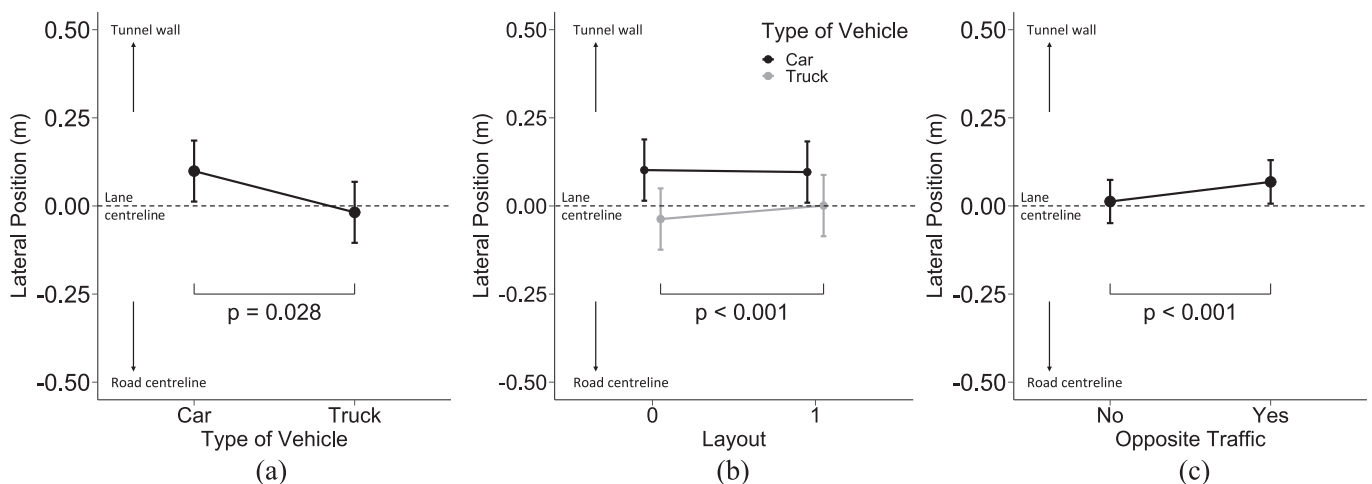 0.50
0.25
0.00
-0.25
-0.50
Lateral Position (m)
Tunnel wall
Lane
centreline
Road centreline
p = 0.028
Car
Truck
Type of Vehicle
(a)
0.50
0.25
0.00
-0.25
-0.50
Lateral Position (m)
Tunnel wall
Type of Vehicle
Car
Truck
Lane
centreline
Road centreline
p < 0.001
0
1
Layout
(b)
0.50
0.25
0.00
-0.25
-0.50
Lateral Position (m)
Tunnel wall
Lane
centreline
Road centreline
p < 0.001
No
Yes
Opposite Traffic
(c)